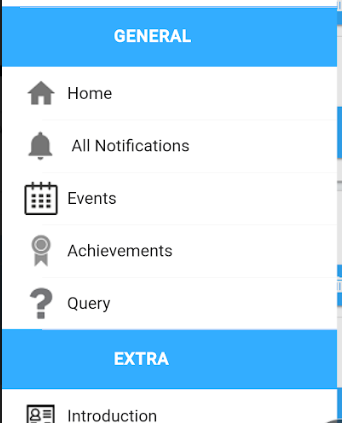 GENERAL
Home
All Notifications
Events
Achievements
Query
EXTRA
Introduction